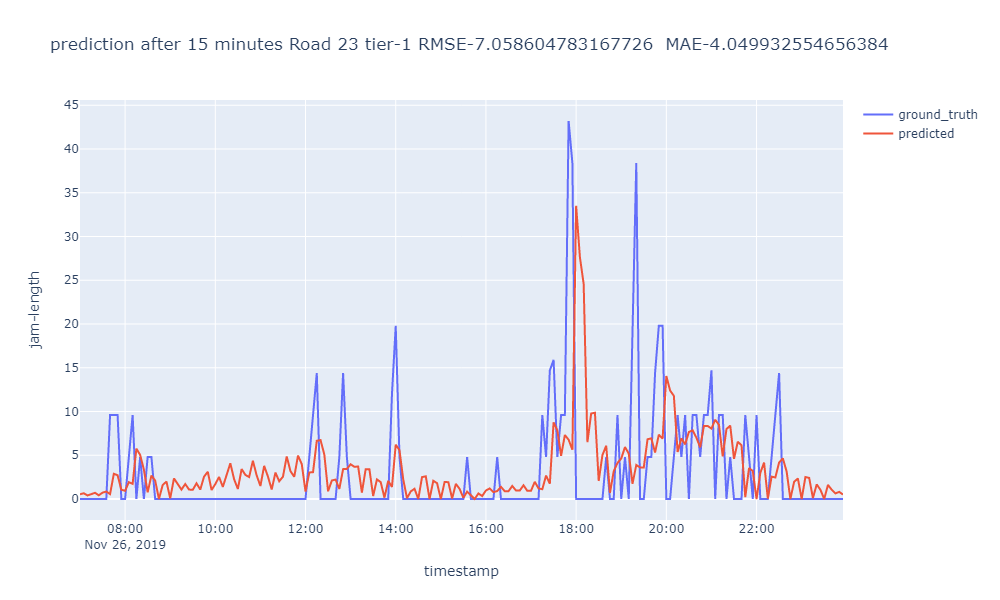 prediction after 15 minutes Road 23 tier-1 RMSE-7.058604783167726  MAE-4.049932554656384
ground_truth
predicted
45
40
35
30
25
20
15
10
5
0
jam-length
08:00 10:00 12:00 14:00 16:00 18:00 20:00 22:00
Nov 26, 2019
timestamp